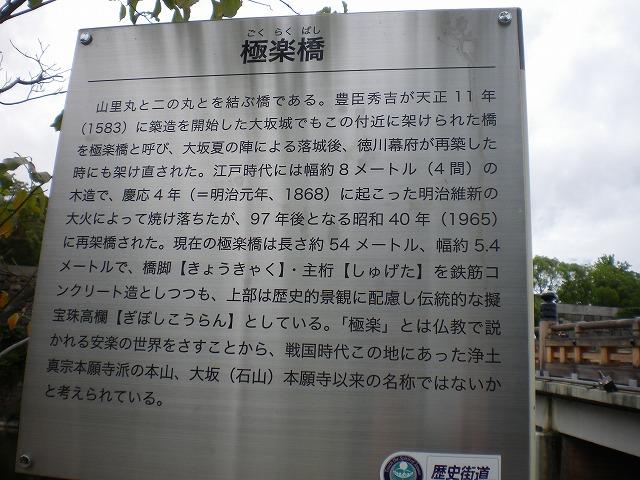 ごくらくばし
極楽橋
山里丸と二の丸とを結ぶ橋である。豊臣秀吉が天正11年
（1583）に築造を開始した大坂城でもこの付近に架けられた橋
を極楽橋と呼び、大坂夏の陣による落城後、徳川幕府が再築した
時にも架け直された。江戸時代には幅約8メートル（4間）の
木造で、慶応4年（＝明治元年、1868）に起こった明治維新の
大火によって焼け落ちたが、97年後となる昭和40年（1965）
に再架橋された。現在の極楽橋は長さ約54メートル、幅約5.4
メートルで、橋脚【きょうきゃく】・主桁【しゅげた】を鉄筋コ
ンクリート造としつつも、上部は歴史的景観に配慮し伝統的な擬
宝珠高欄【ぎぼしこうらん】としている。「極楽」とは仏教で説
かれる安楽の世界をさすことから、戦国時代この地にあった浄土
真宗本願寺派の本山、大坂（石山）本願寺以来の名称ではないか
と考えられている。
歴史街道